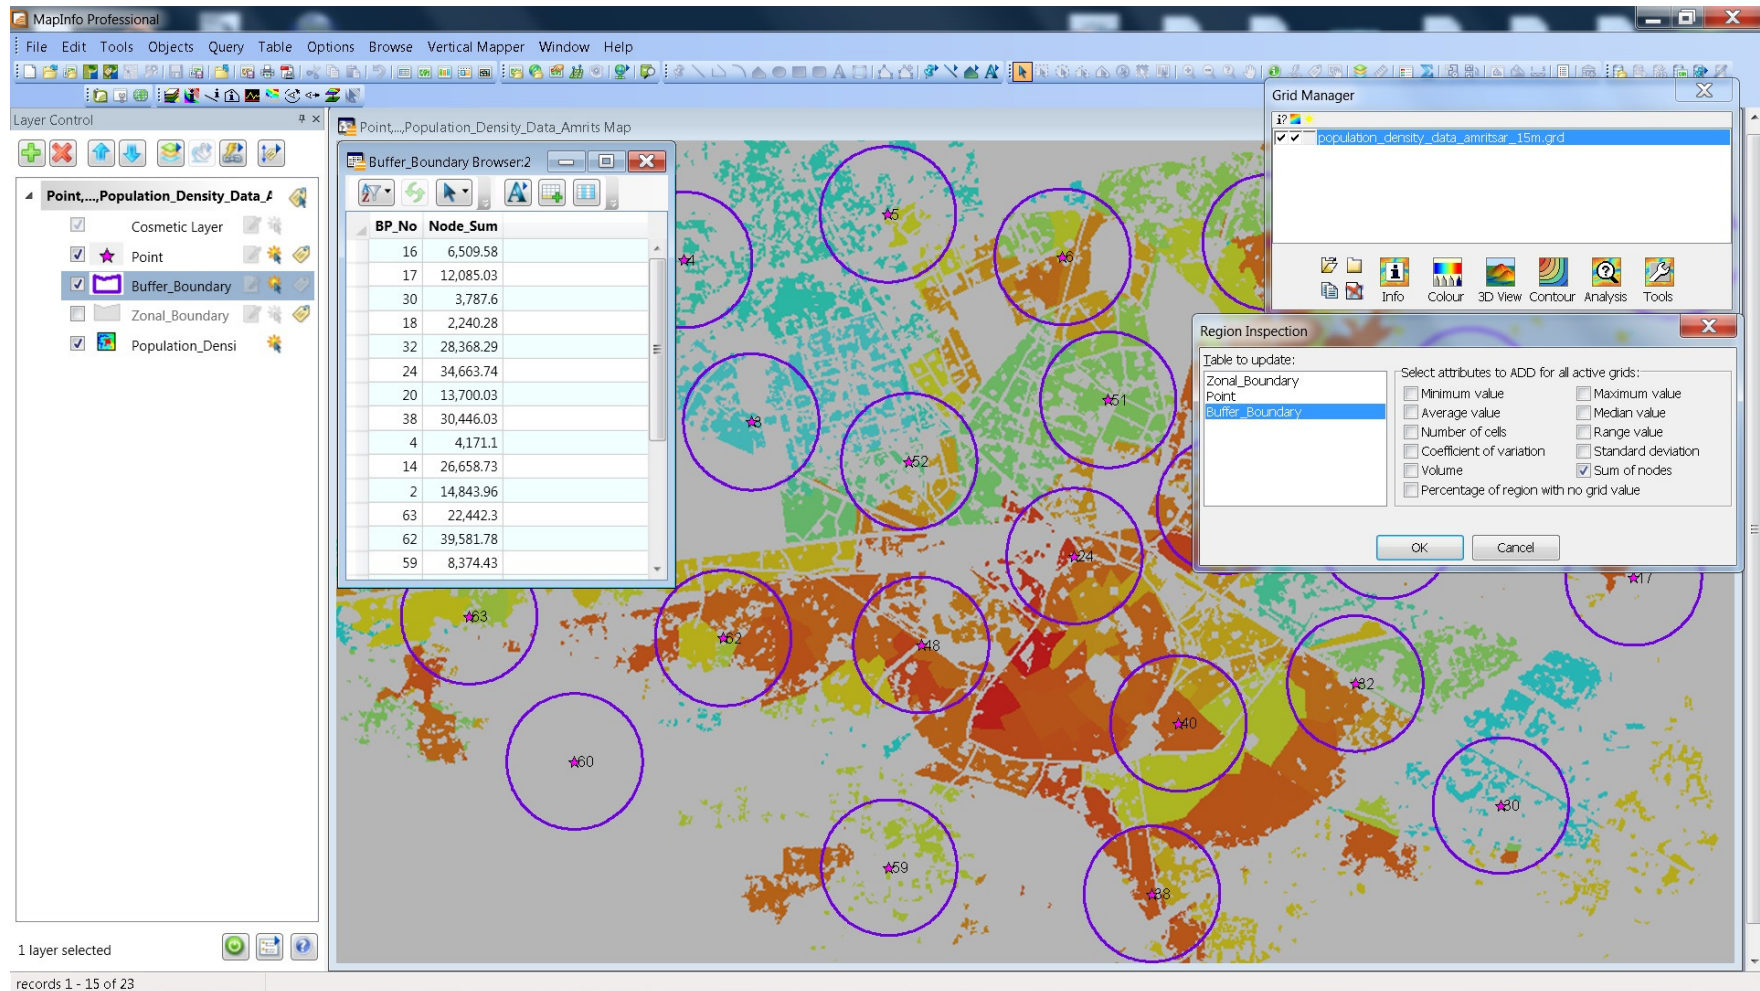 MapInfo Professional
File Edit Tools Objects Query Table Options Browse Vertical Mapper Window Help
Layer Control
Point,...,Population_Density_Data_A
Cosmetic Layer
Point
Buffer_Boundary
Zonal_Boundary
Population_Densi
1 layer selected
records 1 - 15 of 23
Point,...,Population_Density_Data_Amrits Map
Buffer_Boundary Browser:2
BP_No Node_Sum
16 6,509.58
17 12,085.03
30 3,787.6
18 2,240.28
32 28,368.29
24 34,663.74
20 13,700.03
38 30,446.03
4 4,171.1
14 26,658.73
2 14,843.96
63 22,442.3
62 39,581.78
59 8,374.43
5
4
6
3
51
52
24
17
63
62
48
32
40
60
30
59
38
Grid Manager
population_density_data_amritsar_15m.grd
Info Colour 3D View Contour Analysis Tools
Region Inspection
Table to update:
Zonal_Boundary
Point
Buffer_Boundary
Select attributes to ADD for all active grids:
Minimum value Maximum value
Average value Median value
Number of cells Range value
Coefficient of variation Standard deviation
Volume Sum of nodes
Percentage of region with no grid value
OK Cancel